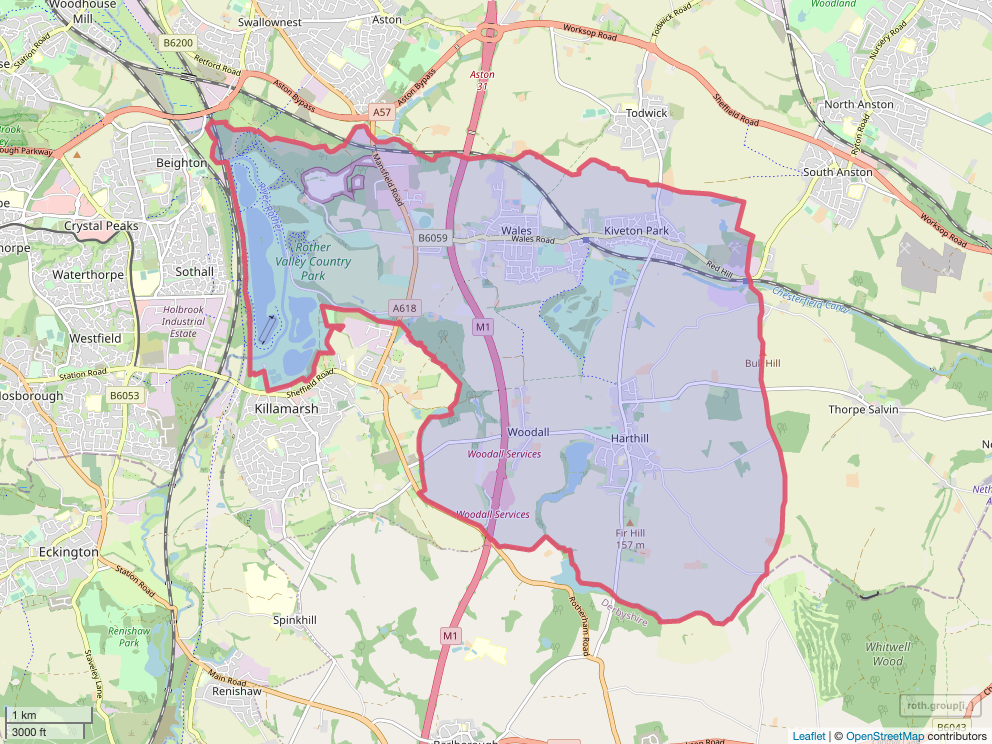 Woodhouse
Mill
Swallownest
Aston
Woodland
B6200
Station Road
Retford Road
Aston Bypass
Aston Bypass
Aston
31
Worksop Road
Todwick Road
Nursery Road
A57
Todwick
Sheffield Road
North Anston
Ryton Road
South Anston
Worksop Road
Beighton
Mansfield Road
Crystal Peaks
Wales
Wales Road
Kiveton Park
B6059
Red Hill
Rother
Valley Country
Park
Waterthorpe
Sothall
Chesterfield Canal
Holbrook
Industrial
Estate
A618
M1
Westfield
Station Road
B6053
Sheffield Road
Killamarsh
Bull Hill
Thorpe Salvin
Woodall
Harthill
Woodall Services
Woodall Services
Fir Hill
157 m
Eckington
Station Road
Derbyshire
Rotherham Road
Spinkhill
Renishaw
Park
M1
Whitwell
Wood
Staveley Lane
Main Road
Renishaw
roth.group[i,]
B6043
1 km
3000 ft
Leaflet | © OpenStreetMap contributors